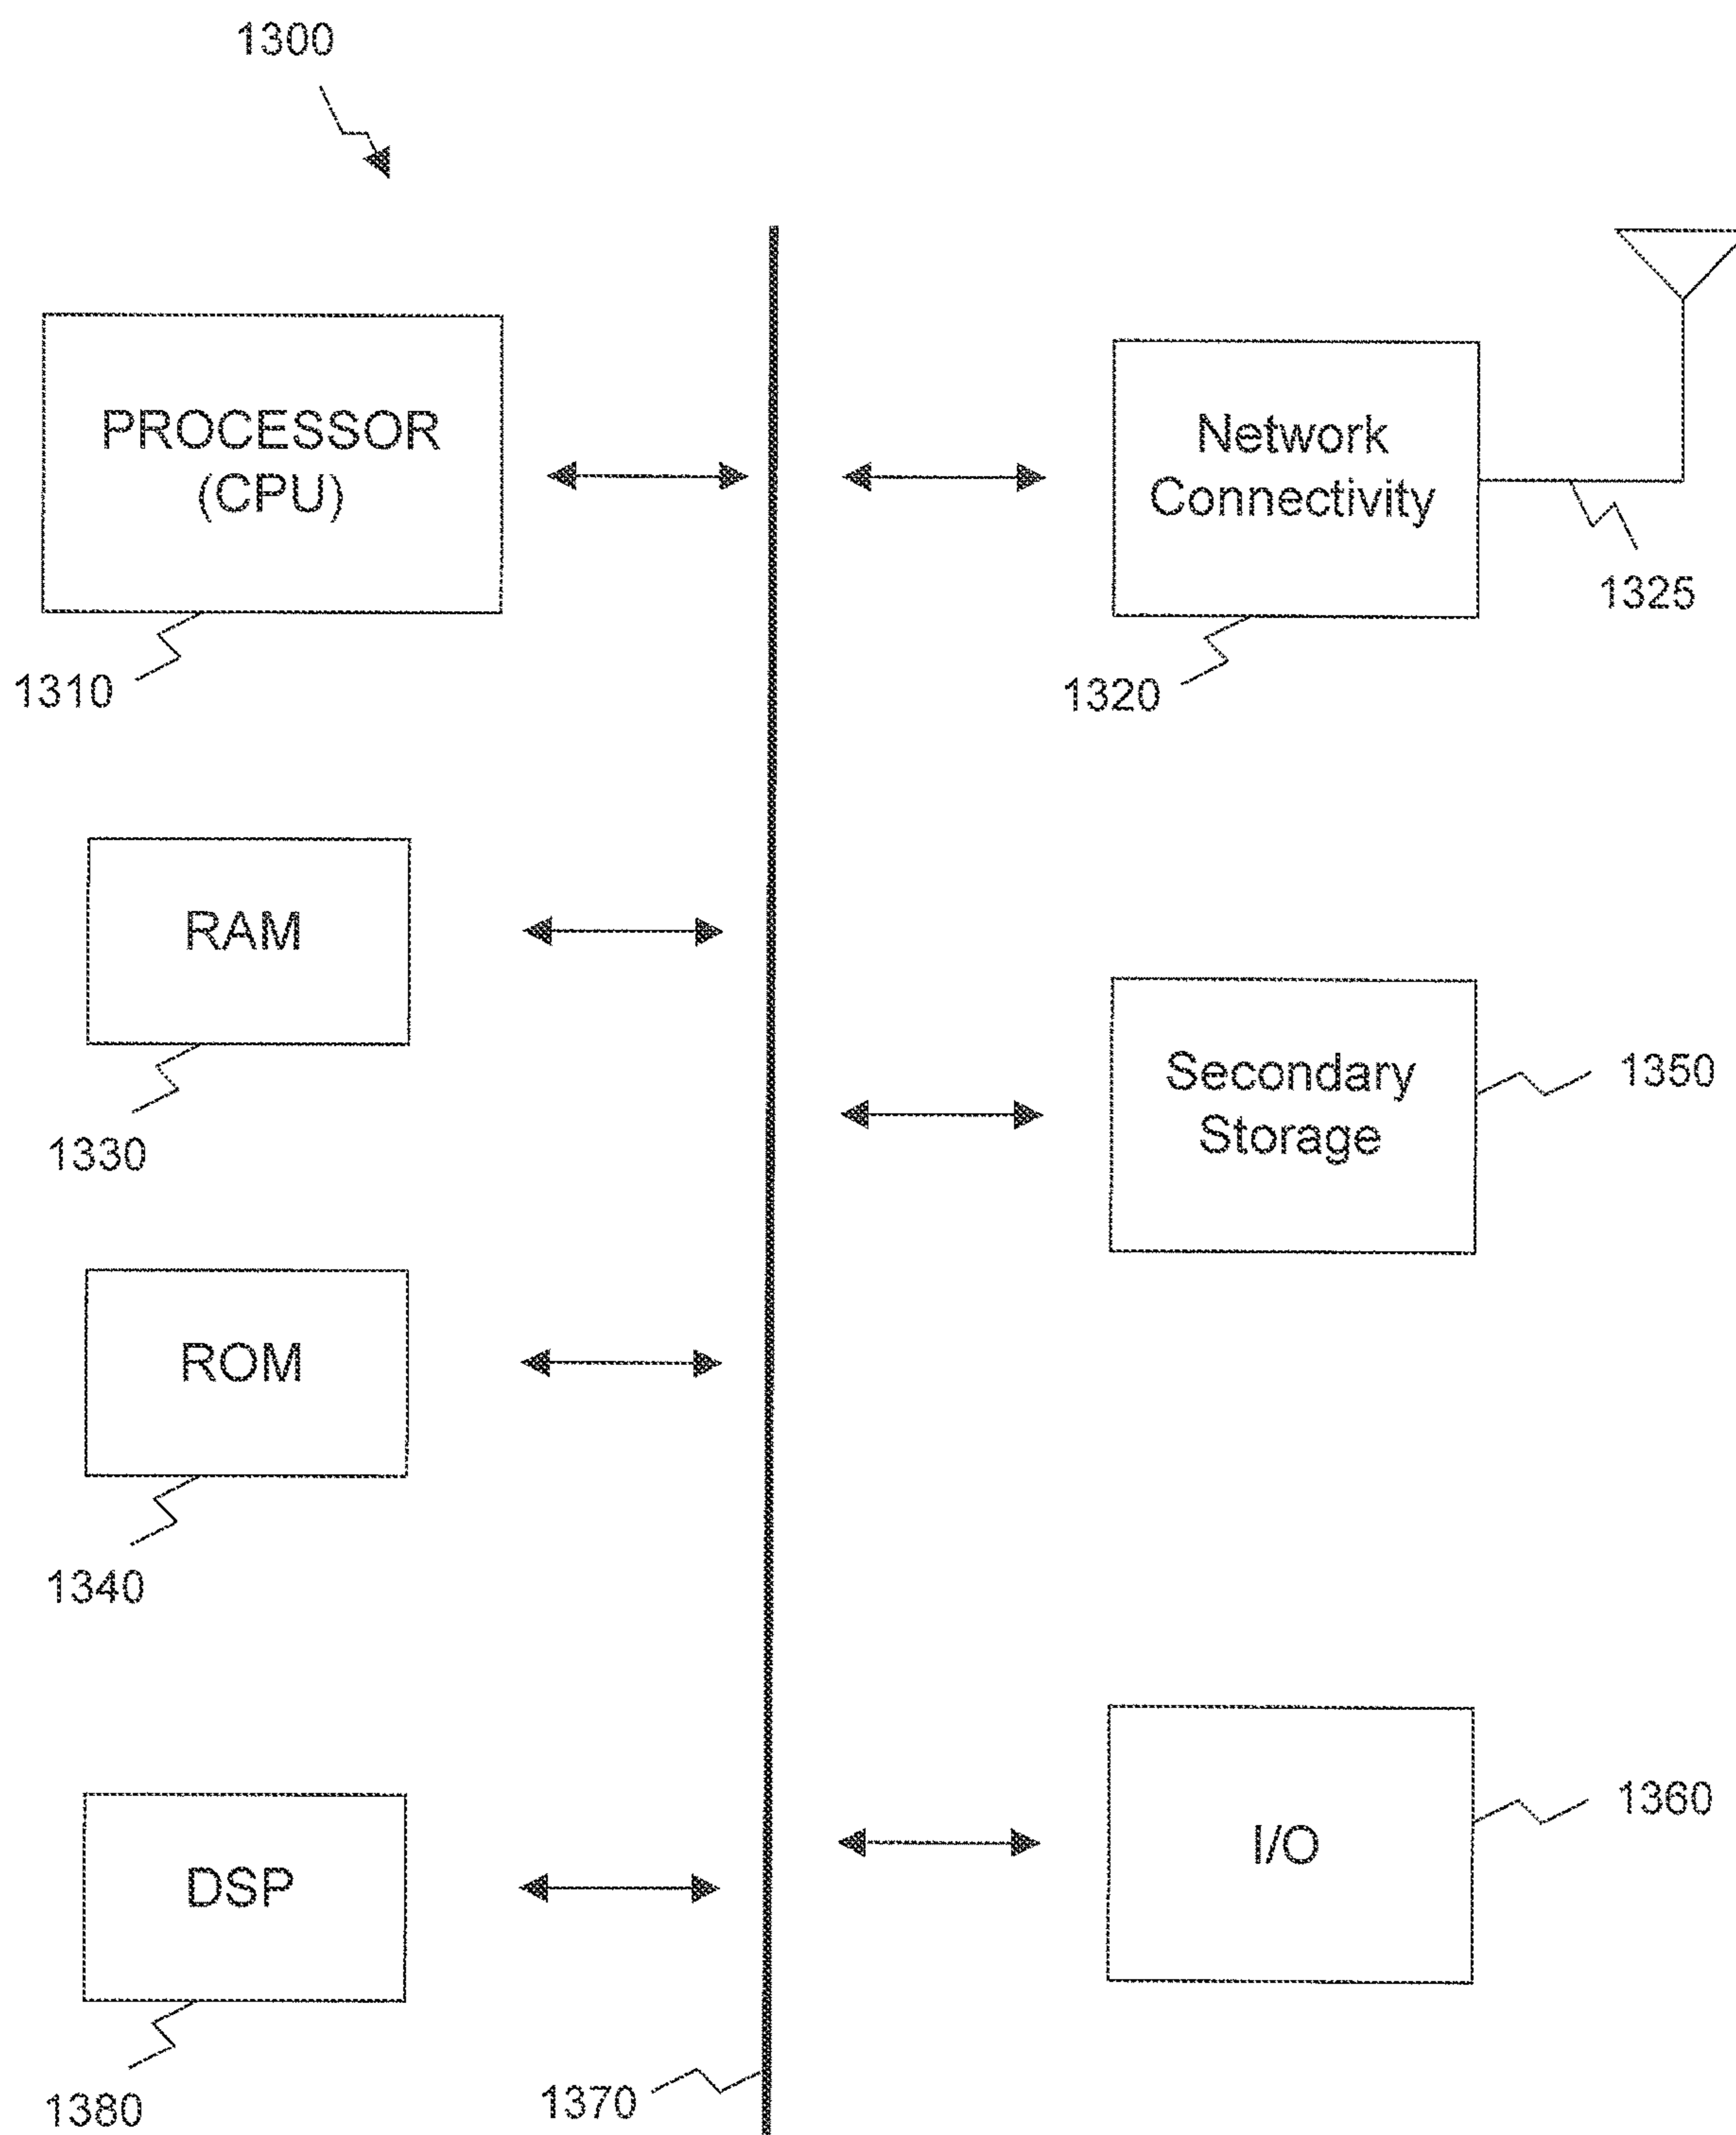 1300
PROCESSOR
(CPU)
1310
Network
Connectivity
1325
1320
RAM
1330
Secondary
Storage
1350
ROM
1340
I/O
1360
DSP
1380
1370